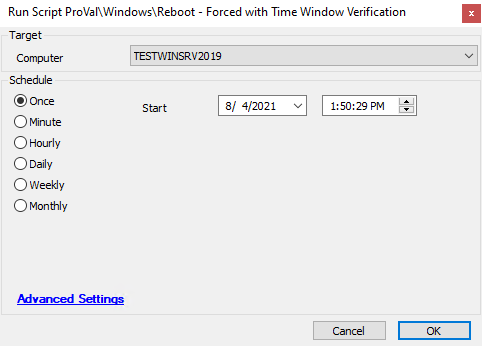 Run Script ProVal\Windows\Reboot - Forced with Time Window Verification
x
Target
Computer TESTWINSRV2019
Schedule
Once Start 8/ 4/2021 1:50:29 PM
Minute
Hourly
Daily
Weekly
Monthly
Advanced Settings
Cancel OK